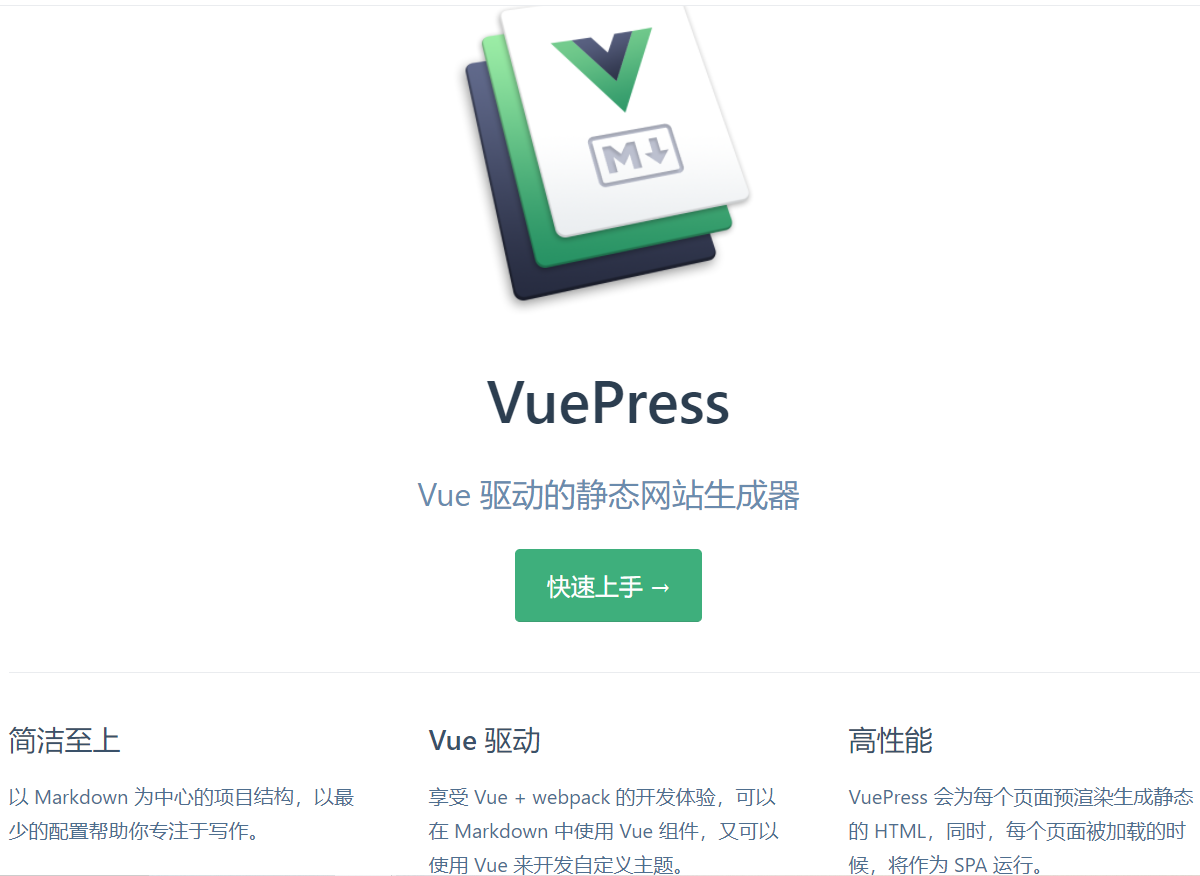 M↓
VuePress
Vue 驱动的静态网站生成器
快速上手 →
简洁至上
以 Markdown 为中心的项目结构，以最
少的配置帮助你专注于写作。
Vue 驱动
享受 Vue + webpack 的开发体验，可以
在 Markdown 中使用 Vue 组件，又可以
使用 Vue 来开发自定义主题。
高性能
VuePress 会为每个页面预渲染生成静态
的 HTML，同时，每个页面被加载的时
候，将作为 SPA 运行。